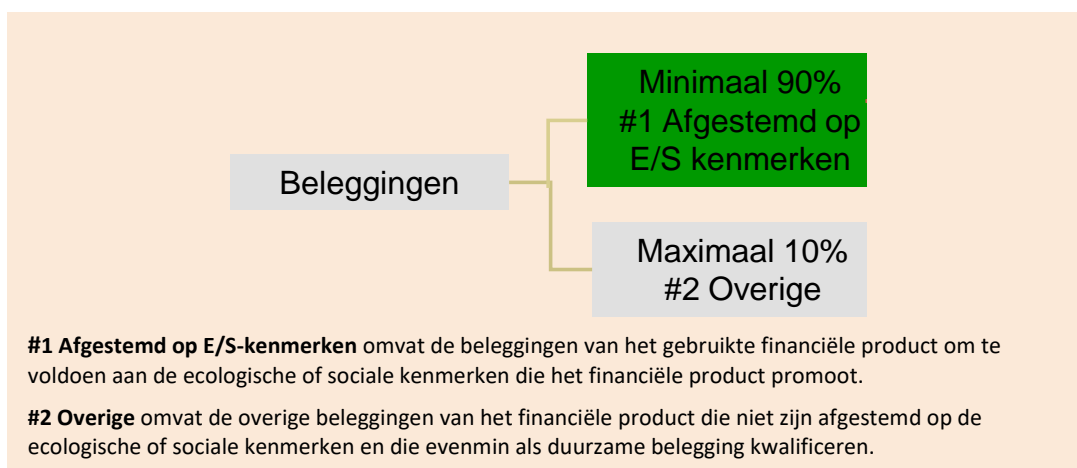 Minimaal 90%
#1 Afgestemd op
E/S kenmerken
Beleggingen
Maximaal 10%
#2 Overige
#1 Afgestemd op E/S-kenmerken omvat de beleggingen van het gebruikte financiële product om te
voldoen aan de ecologische of sociale kenmerken die het financiële product promoot.
#2 Overige omvat de overige beleggingen van het financiële product die niet zijn afgestemd op de
ecologische of sociale kenmerken en die evenmin als duurzame belegging kwalificeren.